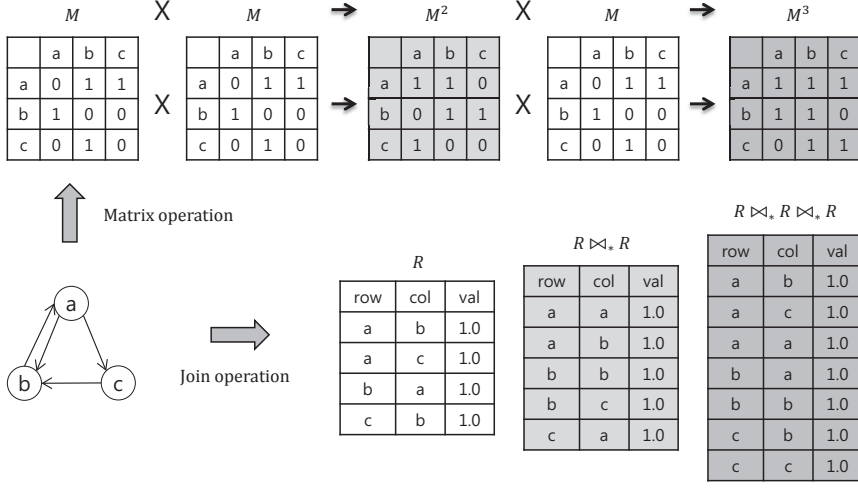 M X M → M² X M → M³
a b c
a 0 1 1
b 1 0 0
c 0 1 0
X
a b c
a 0 1 1
b 1 0 0
c 0 1 0
→
a b c
a 1 1 0
b 0 1 1
c 1 0 0
X
a b c
a 0 1 1
b 1 0 0
c 0 1 0
→
a b c
a 1 1 1
b 1 1 0
c 0 1 1
Matrix operation
a
b
c
Join operation
R
row col val
a b 1.0
a c 1.0
b a 1.0
c b 1.0
R ⋈* R
row col val
a a 1.0
a b 1.0
b b 1.0
b c 1.0
c a 1.0
R ⋈* R ⋈* R
row col val
a b 1.0
a c 1.0
a a 1.0
b a 1.0
b b 1.0
c b 1.0
c c 1.0